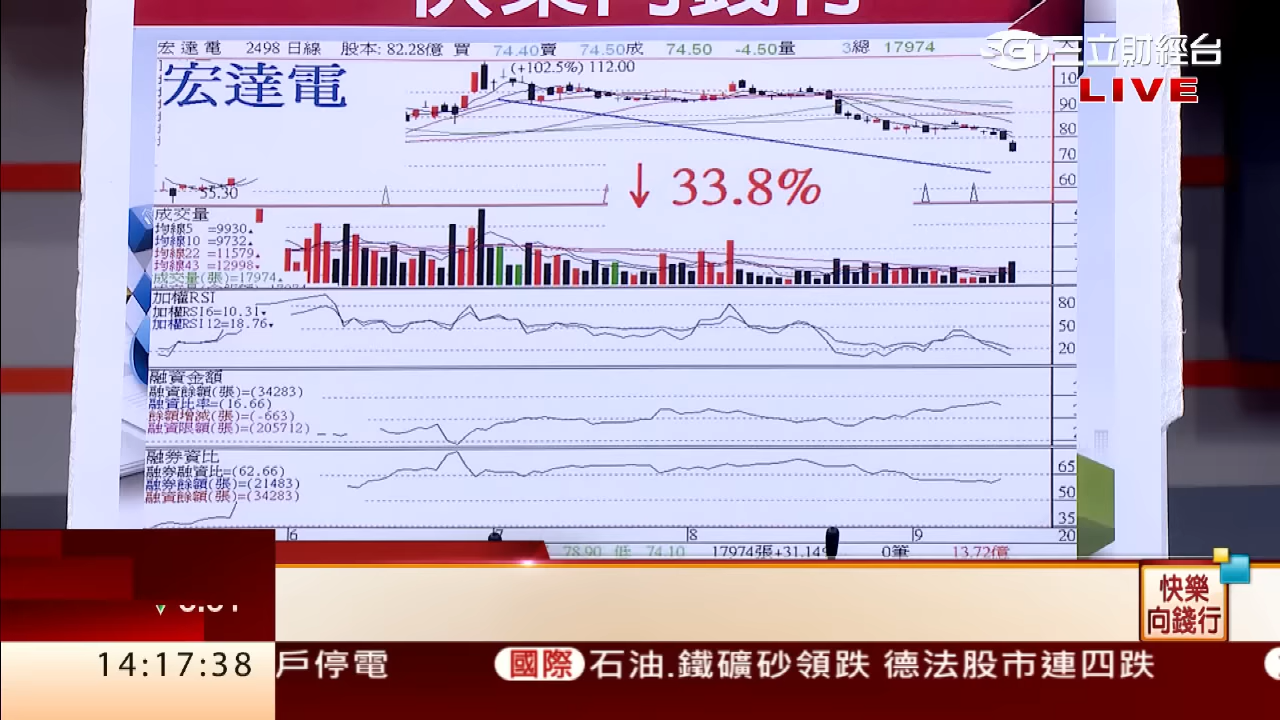 快樂向錢行
宏達電 2498 日線 股本: 82.28億 買 74.40賣 74.50成 74.50 -4.50量 3總 17974
三立財經台
LIVE
宏達電
(+102.5%) 112.00
90
80
70
60
55.30
↓ 33.8%
成交量
均線5 =9930
均線10 =9732
均線22 =11579
均線43 =12998
成交量(張)=17974
加權RSI
加權RSI6=10.31
加權RSI12=18.76
80
50
20
融資金額
融資餘額(張)=(34283)
融資比率=(16.66)
餘額增減(張)=(-663)
融資限額(張)=(205712)
融券資比
融券融資比=(62.66)
融券餘額(張)=(21483)
融資餘額(張)=(34283)
65
50
35
20
6 7 8 9
78.90 低 74.10 17974張+31.14% 0筆 13.72億
快樂
向錢行
14:17:38
戶停電 國際 石油.鐵礦砂領跌 德法股市連四跌